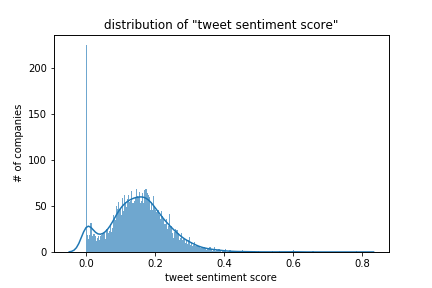 distribution of "tweet sentiment score"
200
150
100
50
0
# of companies
0.0 0.2 0.4 0.6 0.8
tweet sentiment score